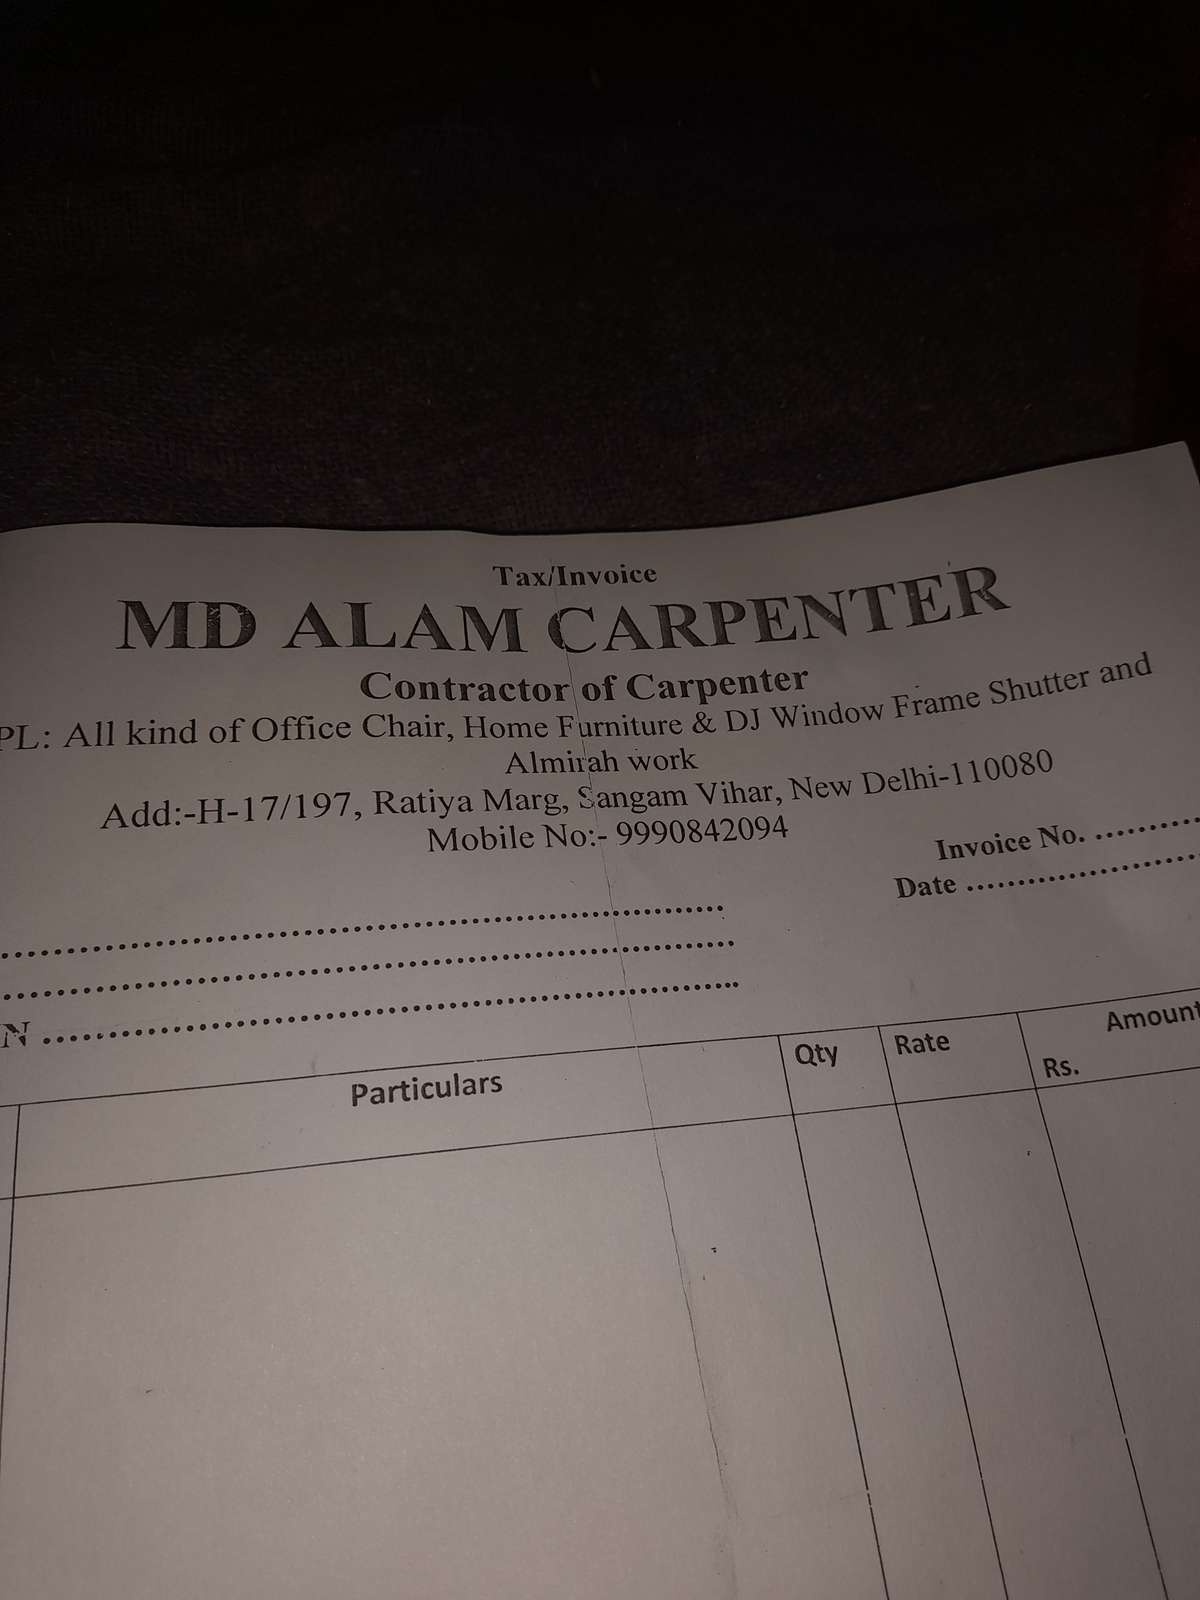 Tax/Invoice
MD ALAM CARPENTER
Contractor of Carpenter
PL: All kind of Office Chair, Home Furniture & DJ Window Frame Shutter and
Almirah work
Add:-H-17/197, Ratiya Marg, Sangam Vihar, New Delhi-110080
Mobile No:- 9990842094
Invoice No. ..........
Date ......................
............................................................
............................................................
N ............................................................
Particulars Qty Rate Amount
Rs.